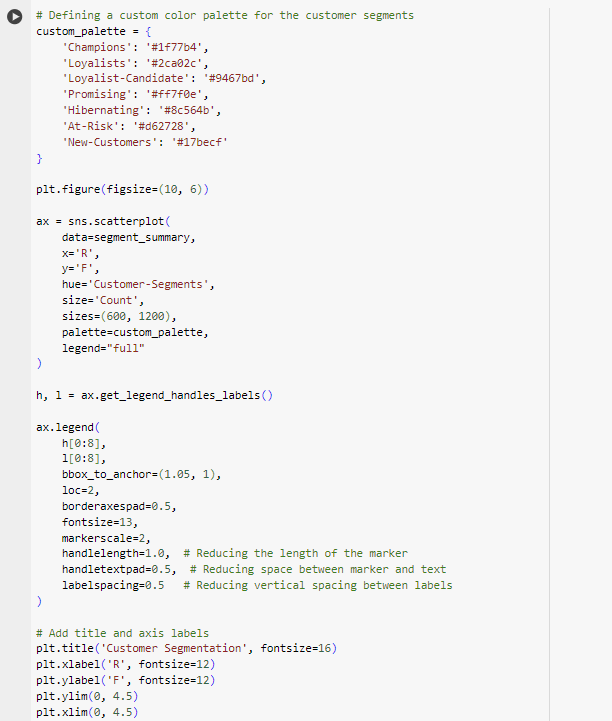 # Defining a custom color palette for the customer segments
custom_palette = {
    'Champions': '#1f77b4',
    'Loyalists': '#2ca02c',
    'Loyalist-Candidate': '#9467bd',
    'Promising': '#ff7f0e',
    'Hibernating': '#8c564b',
    'At-Risk': '#d62728',
    'New-Customers': '#17becf'
}
plt.figure(figsize=(10, 6))
ax = sns.scatterplot(
    data=segment_summary,
    x='R',
    y='F',
    hue='Customer-Segments',
    size='Count',
    sizes=(600, 1200),
    palette=custom_palette,
    legend="full"
)
h, l = ax.get_legend_handles_labels()
ax.legend(
    h[0:8],
    l[0:8],
    bbox_to_anchor=(1.05, 1),
    loc=2,
    borderaxespad=0.5,
    fontsize=13,
    markerscale=2,
    handlelength=1.0,  # Reducing the length of the marker
    handletextpad=0.5,  # Reducing space between marker and text
    labelspacing=0.5   # Reducing vertical spacing between labels
)
# Add title and axis labels
plt.title('Customer Segmentation', fontsize=16)
plt.xlabel('R', fontsize=12)
plt.ylabel('F', fontsize=12)
plt.ylim(0, 4.5)
plt.xlim(0, 4.5)